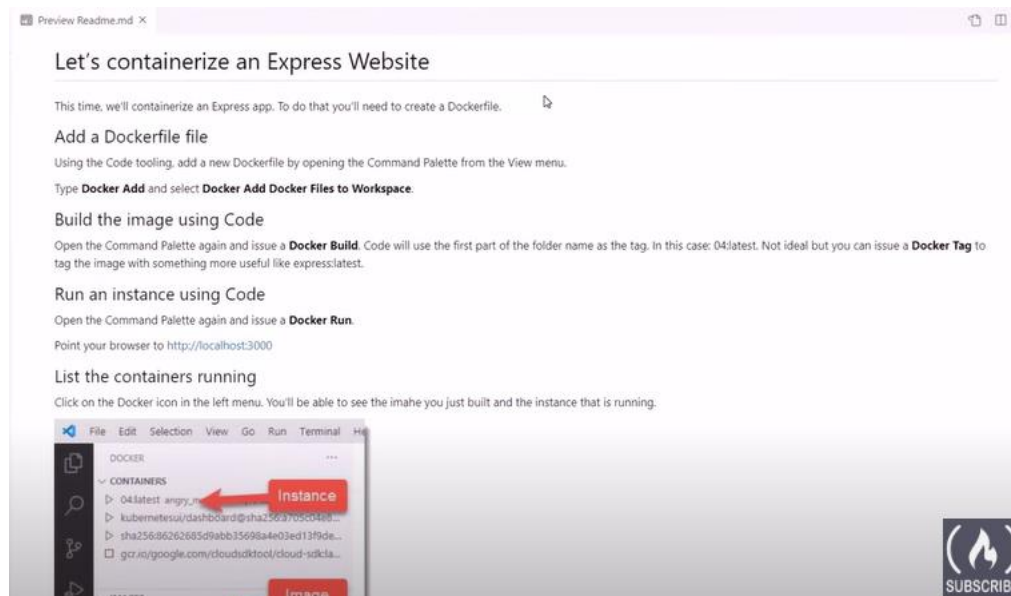 Preview Readme.md
Let's containerize an Express Website
This time, we'll containerize an Express app. To do that you'll need to create a Dockerfile.
Add a Dockerfile file
Using the Code tooling, add a new Dockerfile by opening the Command Palette from the View menu.
Type Docker Add and select Docker Add Docker Files to Workspace.
Build the image using Code
Open the Command Palette again and issue a Docker Build. Code will use the first part of the folder name as the tag. In this case: 04:latest. Not ideal but you can issue a Docker Tag to
tag the image with something more useful like express:latest.
Run an instance using Code
Open the Command Palette again and issue a Docker Run.
Point your browser to http://localhost:3000
List the containers running
Click on the Docker icon in the left menu. You'll be able to see the imahe you just built and the instance that is running.
File Edit Selection View Go Run Terminal
DOCKER
CONTAINERS
04:latest
Instance
kubernetesui/dashboard@sha256:a705c04e8...
sha256:86262685d9abb35698a4e03ed13f9de...
gcr.io/google.com/cloudsdktool/cloud-sdk:la...
Image
SUBSCRIB